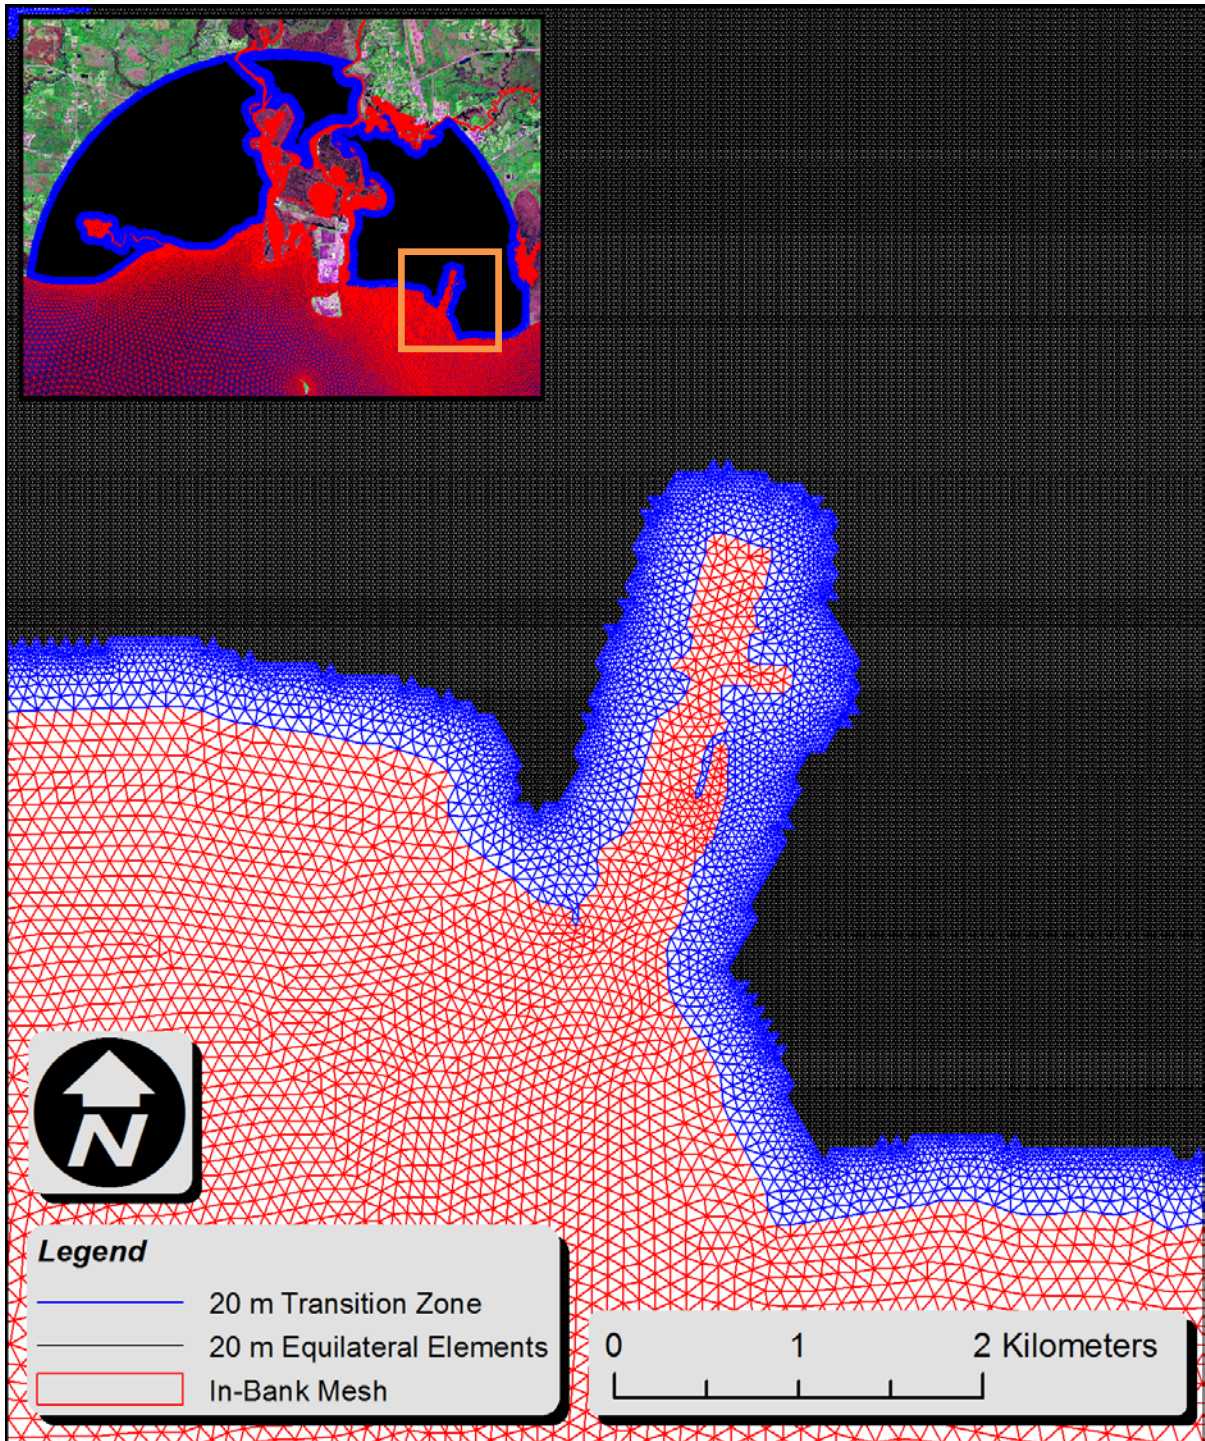 N
Legend
20 m Transition Zone
20 m Equilateral Elements
In-Bank Mesh
0 1 2 Kilometers